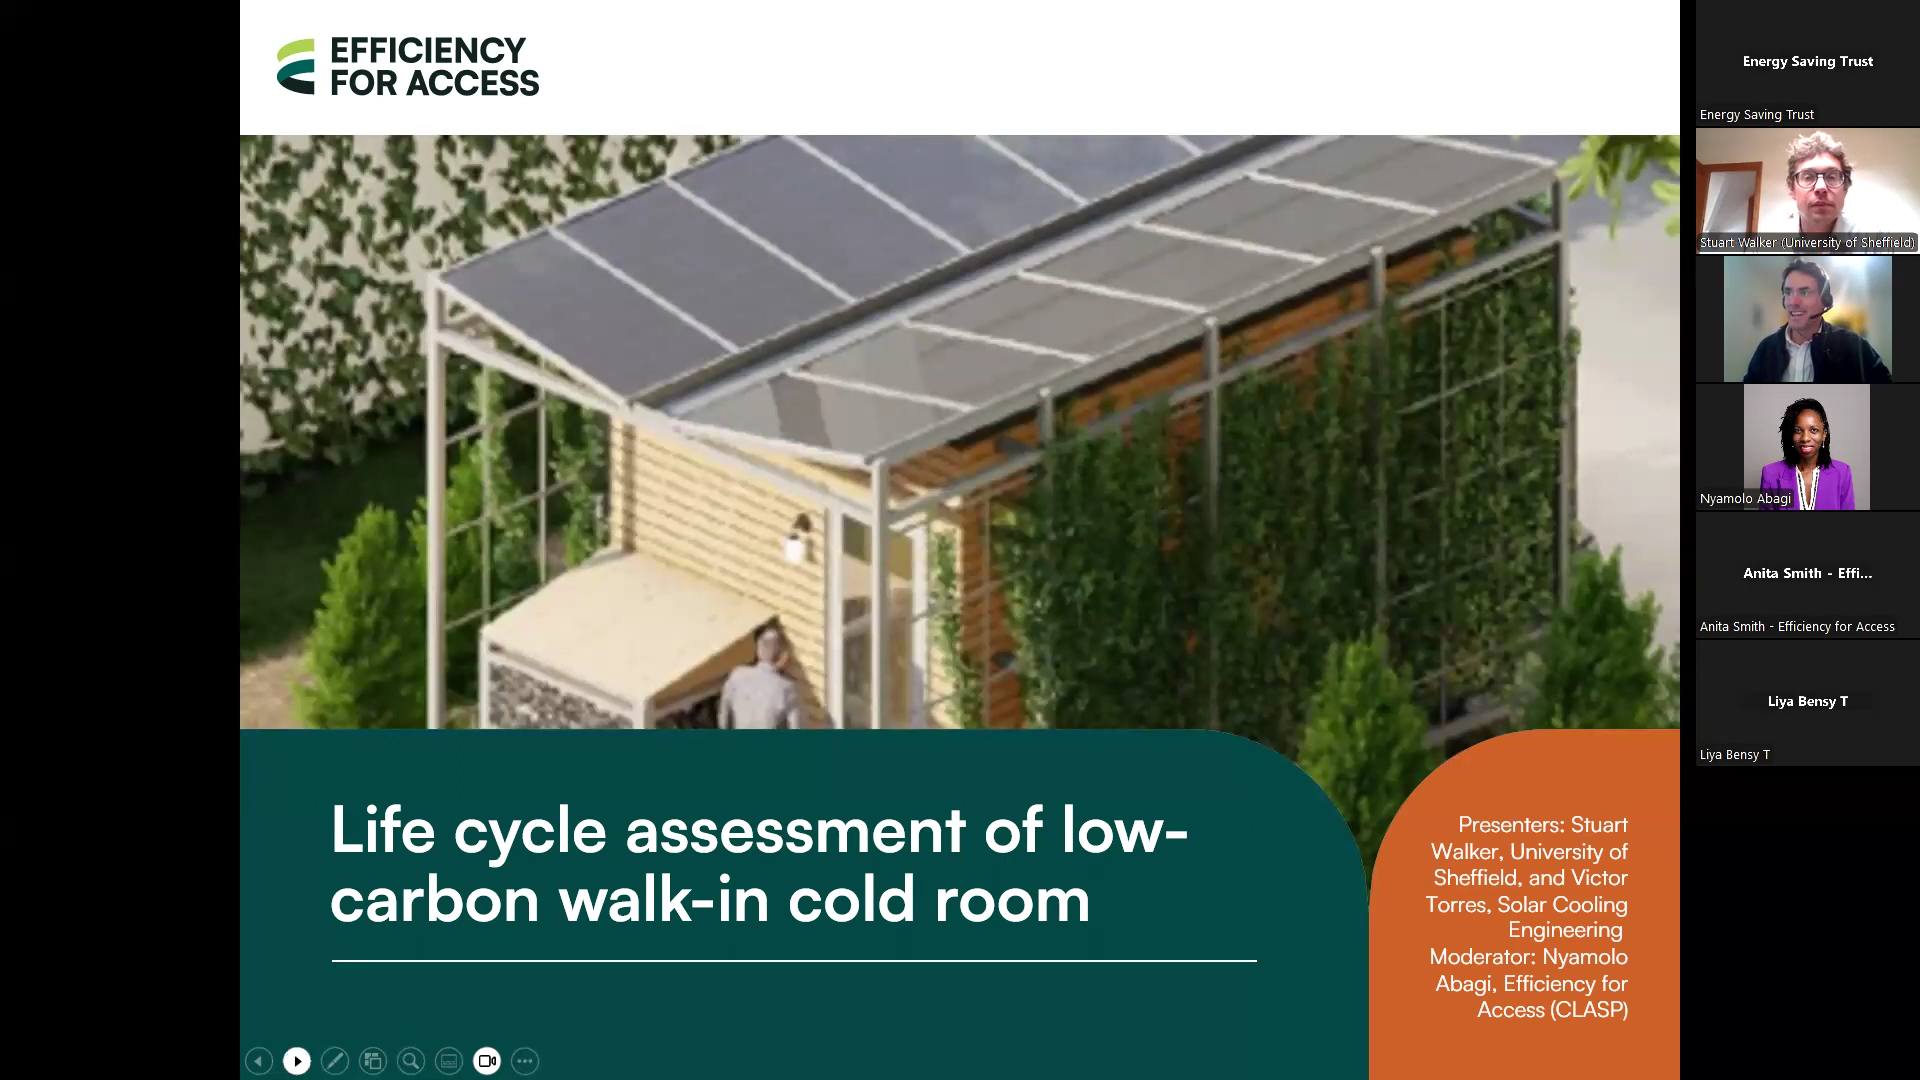 EFFICIENCY
FOR ACCESS
Life cycle assessment of low-
carbon walk-in cold room
Presenters: Stuart
Walker, University of
Sheffield, and Victor
Torres, Solar Cooling
Engineering
Moderator: Nyamolo
Abagi, Efficiency for
Access (CLASP)
Energy Saving Trust
Energy Saving Trust
Stuart Walker (University of Sheffield)
Nyamolo Abagi
Anita Smith - Effi...
Anita Smith - Efficiency for Access
Liya Bensy T
Liya Bensy T